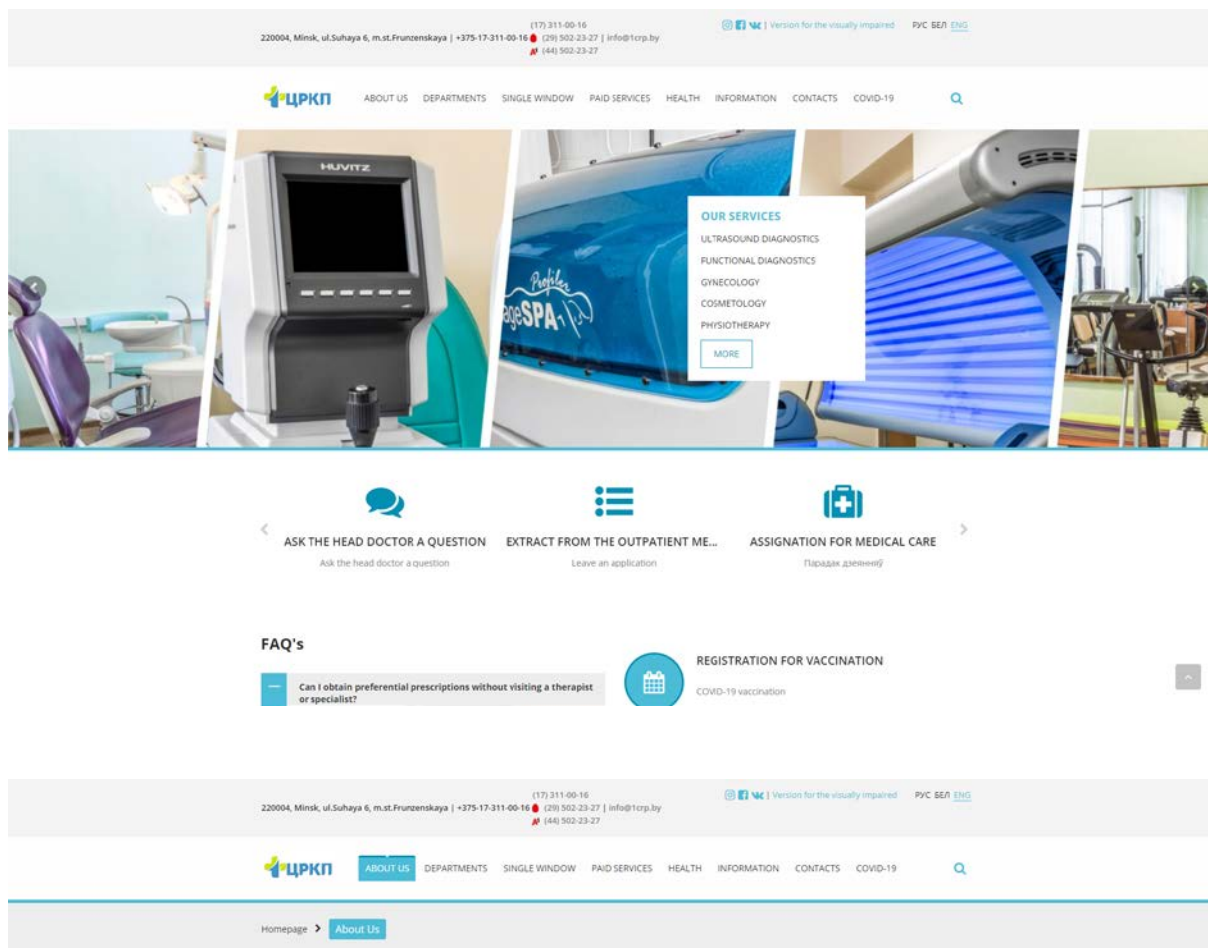 (17) 311-00-16
220004, Minsk, ul.Suhaya 6, m.st.Frunzenskaya | +375-17-311-00-16 (29) 502-23-27 | info@1crp.by
(44) 502-23-27
| Version for the visually impaired РУС БЕЛ ENG
ЦРКП ABOUT US DEPARTMENTS SINGLE WINDOW PAID SERVICES HEALTH INFORMATION CONTACTS COVID-19
HUVITZ
Profiler
ageSPA
OUR SERVICES
ULTRASOUND DIAGNOSTICS
FUNCTIONAL DIAGNOSTICS
GYNECOLOGY
COSMETOLOGY
PHYSIOTHERAPY
MORE
ASK THE HEAD DOCTOR A QUESTION EXTRACT FROM THE OUTPATIENT ME... ASSIGNATION FOR MEDICAL CARE
Ask the head doctor a question Leave an application Парадак дзеянняў
FAQ's
Can I obtain preferential prescriptions without visiting a therapist
or specialist?
REGISTRATION FOR VACCINATION
COVID-19 vaccination
(17) 311-00-16
220004, Minsk, ul.Suhaya 6, m.st.Frunzenskaya | +375-17-311-00-16 (29) 502-23-27 | info@1crp.by
(44) 502-23-27
| Version for the visually impaired РУС БЕЛ ENG
ЦРКП ABOUT US DEPARTMENTS SINGLE WINDOW PAID SERVICES HEALTH INFORMATION CONTACTS COVID-19
Homepage > About Us